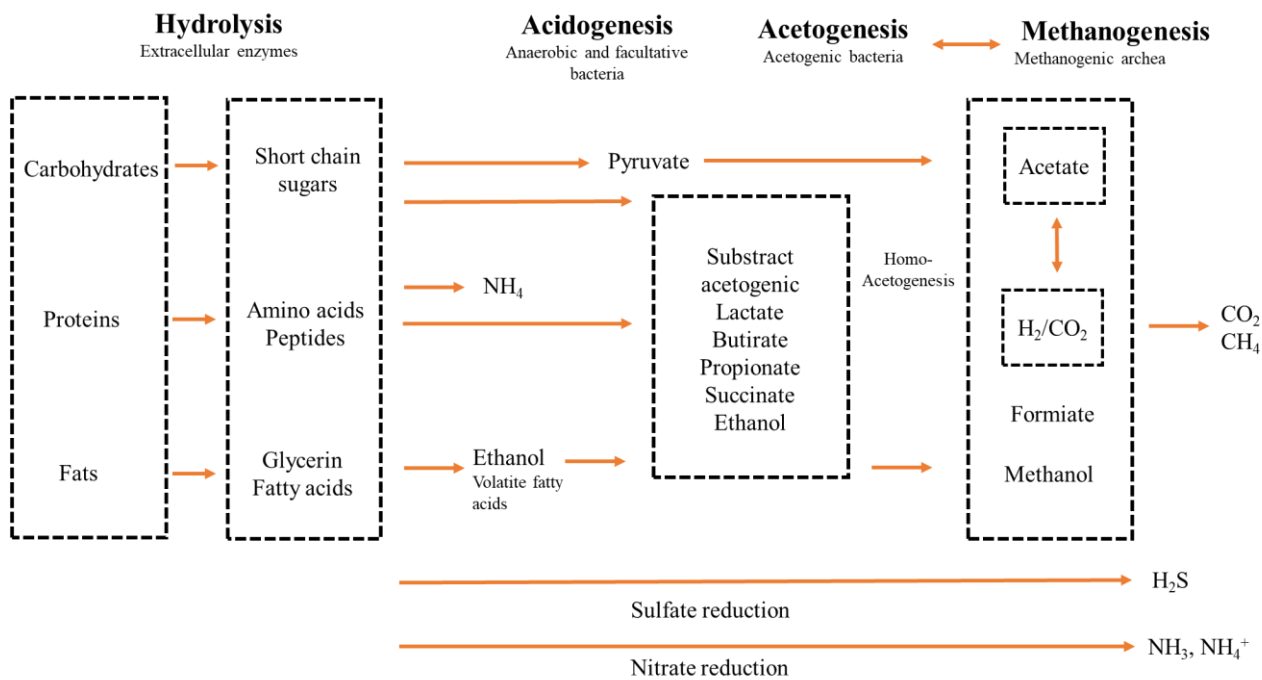 Hydrolysis
Extracellular enzymes
Acidogenesis
Anaerobic and facultative
bacteria
Acetogenesis
Acetogenic bacteria
Methanogenesis
Methanogenic archea
Carbohydrates
Proteins
Fats
Short chain
sugars
Amino acids
Peptides
Glycerin
Fatty acids
Pyruvate
NH₄
Ethanol
Volatite fatty
acids
Substract
acetogenic
Lactate
Butirate
Propionate
Succinate
Ethanol
Homo-
Acetogenesis
Acetate
H₂/CO₂
Formiate
Methanol
CO₂
CH₄
Sulfate reduction
H₂S
Nitrate reduction
NH₃, NH₄⁺